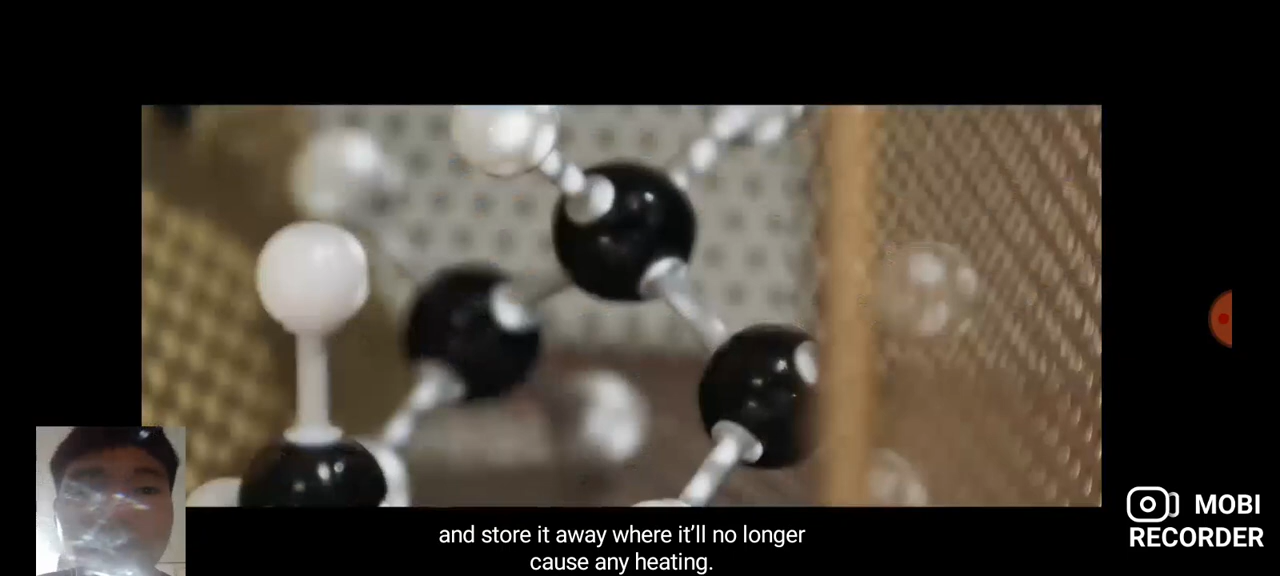 and store it away where it'll no longer
cause any heating.
MOBI
RECORDER